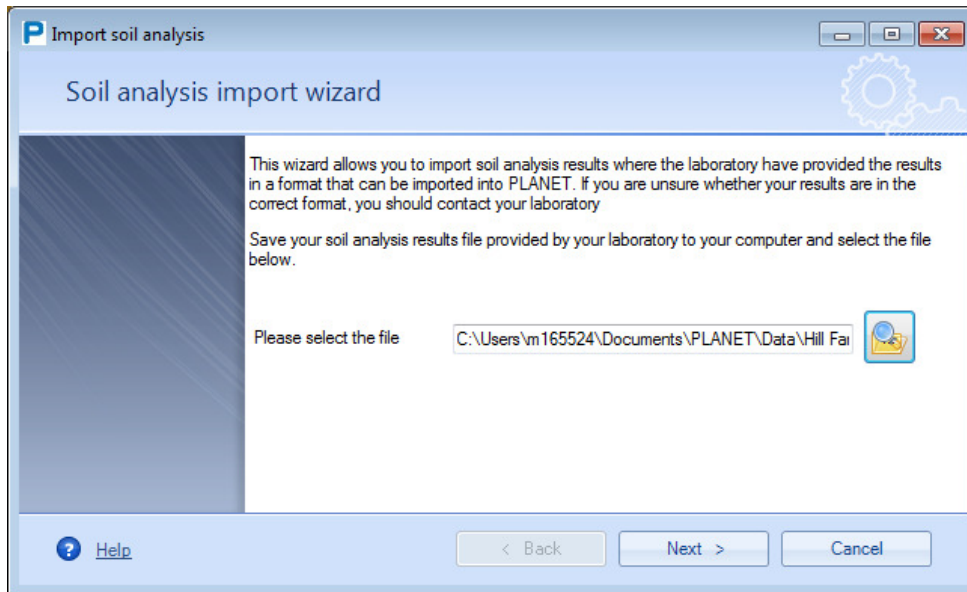 P Import soil analysis
Soil analysis import wizard
This wizard allows you to import soil analysis results where the laboratory have provided the results
in a format that can be imported into PLANET. If you are unsure whether your results are in the
correct format, you should contact your laboratory
Save your soil analysis results file provided by your laboratory to your computer and select the file
below.
Please select the file C:\Users\m165524\Documents\PLANET\Data\Hill Fa
? Help < Back Next > Cancel